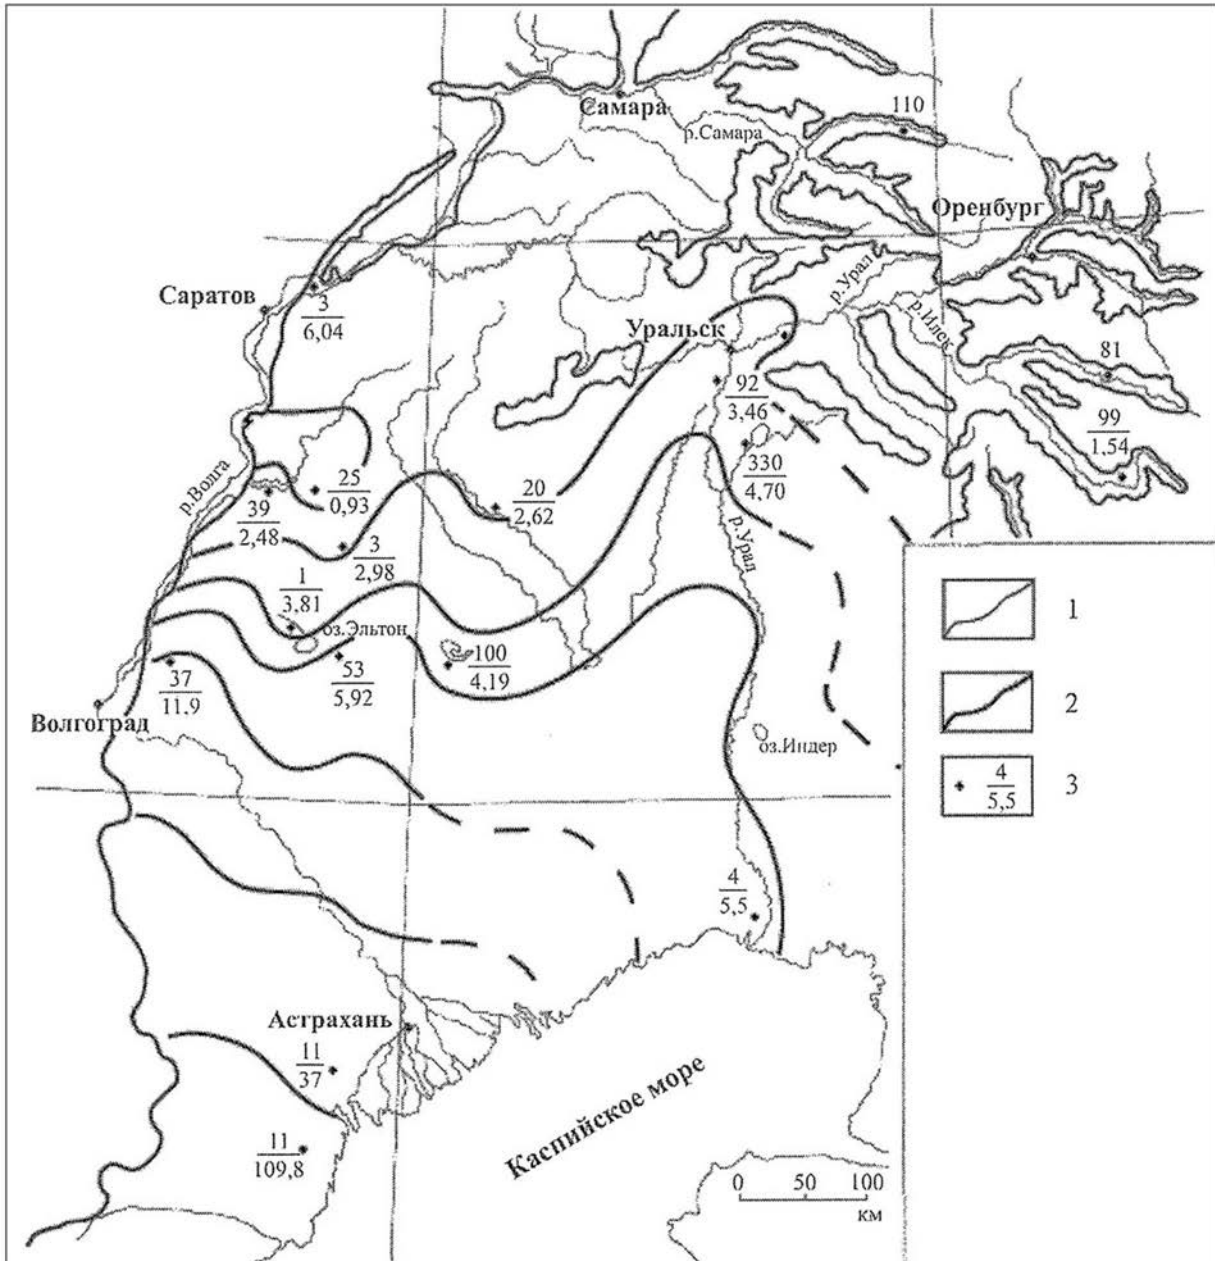 Самара
110
р.Самара
Оренбург
Саратов
3
6,04
р.Урал
Уральск
р.Илек
81
92
3,46
99
1,54
330
4,70
р.Волга
25
0,93
39
2,48
20
2,62
3
2,98
р.Урал
1
3,81
оз.Эльтон
100
4,19
53
5,92
37
11,9
Волгоград
оз.Индер
1
2
4
5,5
3
4
5,5
Астрахань
11
37
Каспийское море
11
109,8
0 50 100
км